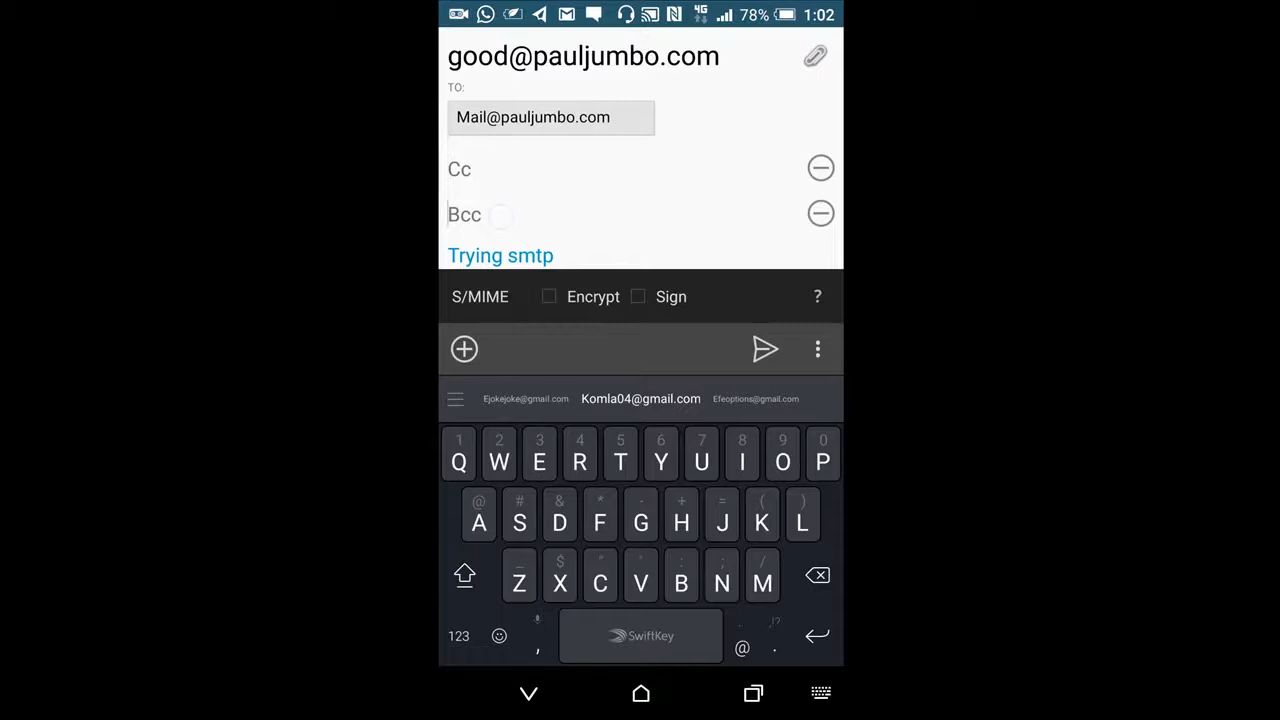 4G 78% 1:02
good@pauljumbo.com
TO:
Mail@pauljumbo.com
Cc
Bcc
Trying smtp
S/MIME Encrypt Sign ?
Ejokejoke@gmail.com Komla04@gmail.com Efeoptions@gmail.com
1 2 3 4 5 6 7 8 9 0
Q W E R T Y U I O P
@ # & * - + = ( )
A S D F G H J K L
_ $ " ' : ; /
Z X C V B N M
123 , SwiftKey @ . ,!?